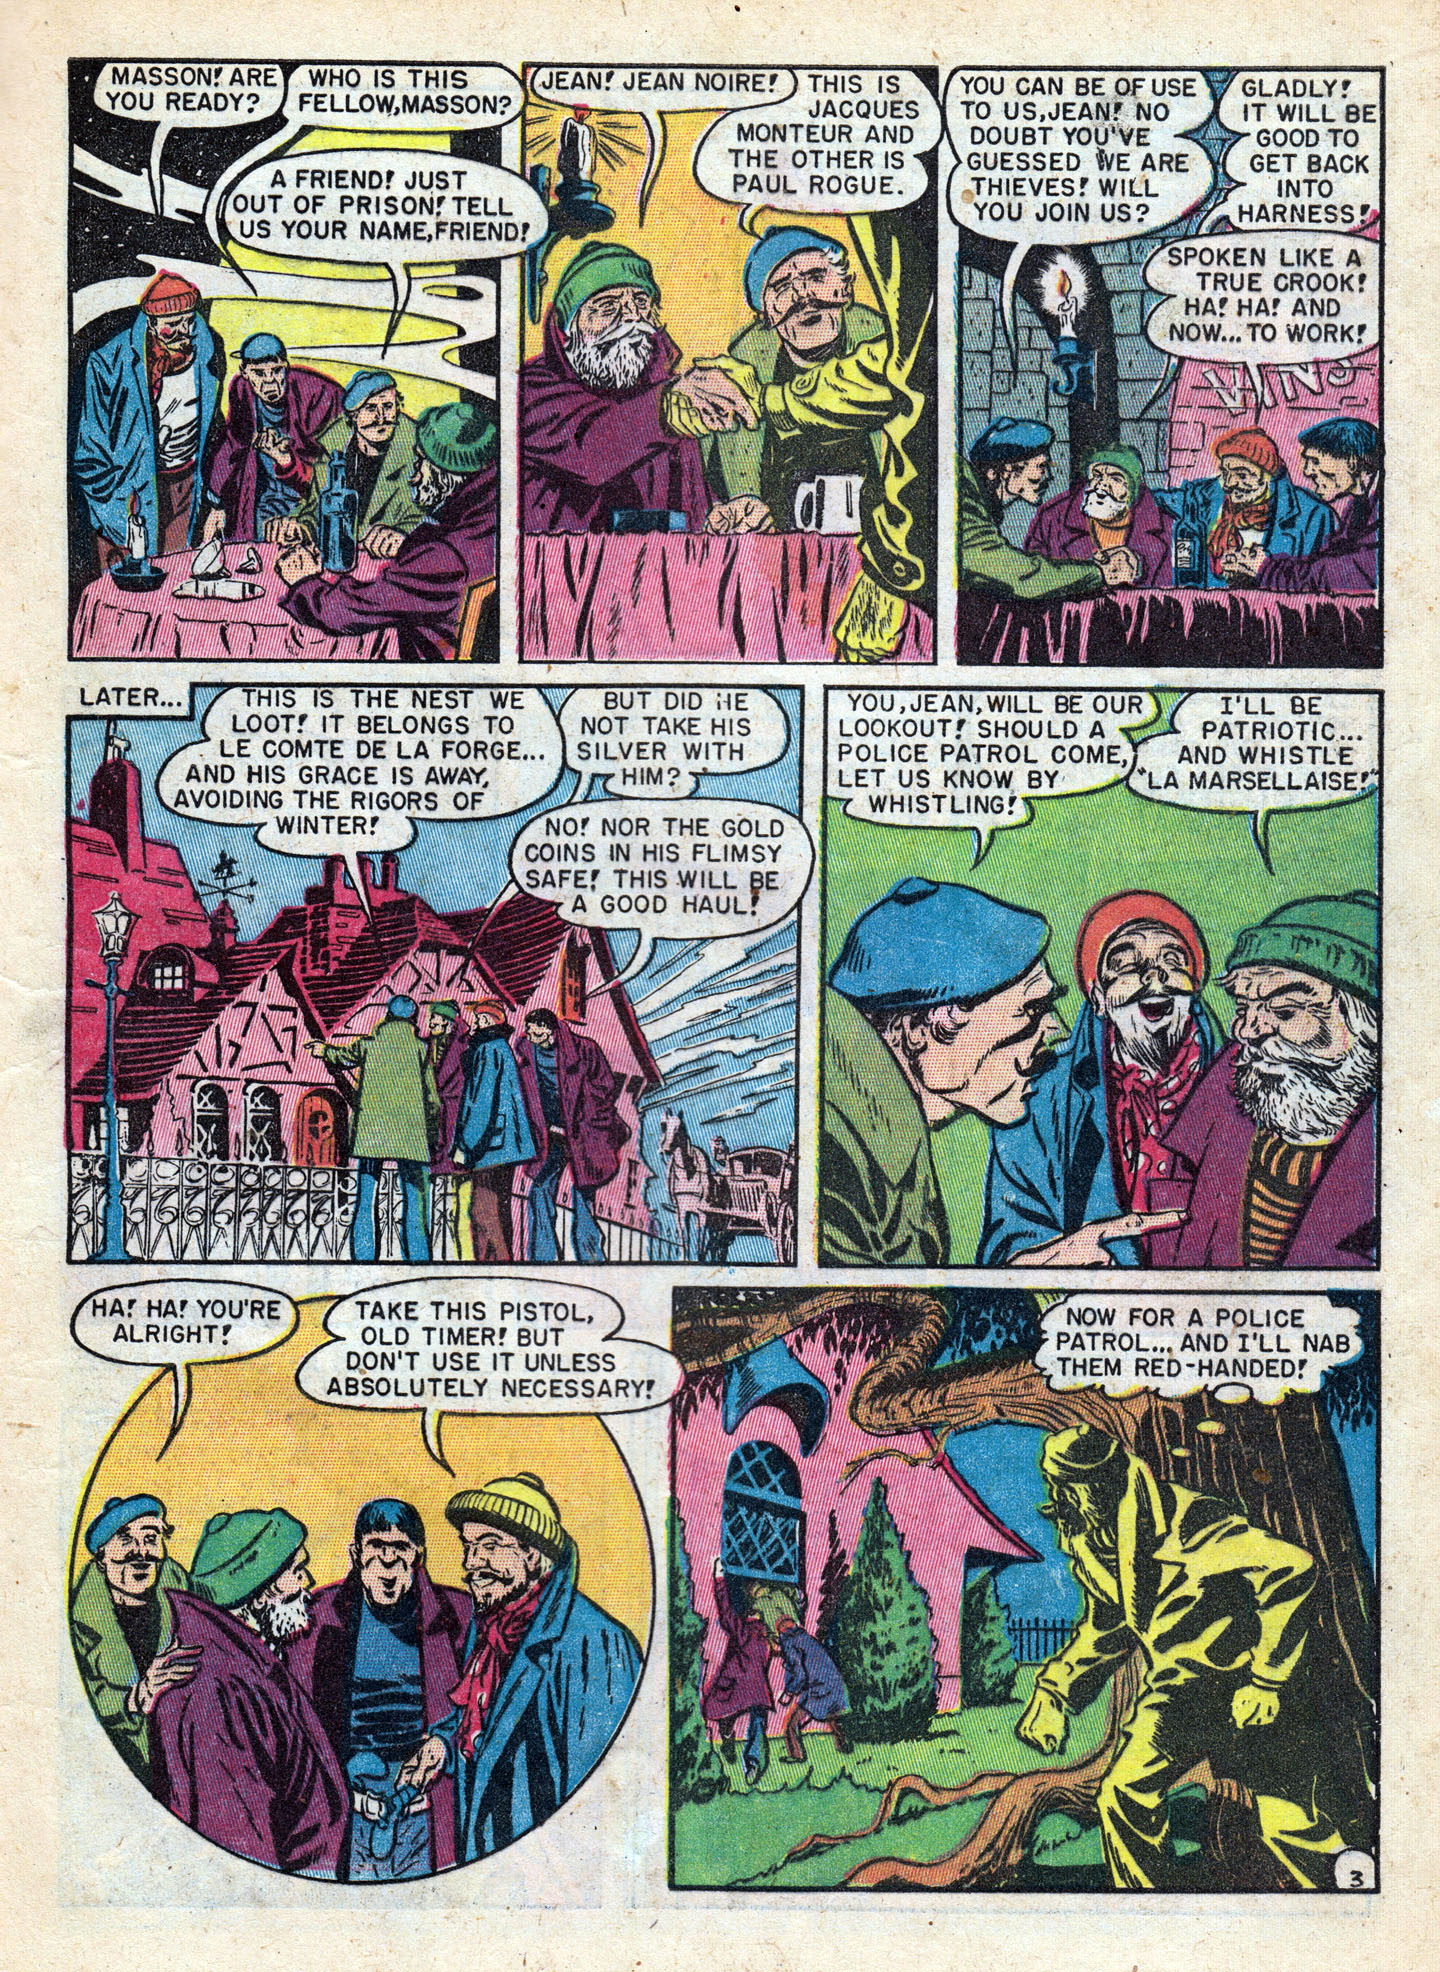 MASSON! ARE
YOU READY?
WHO IS THIS
FELLOW, MASSON?
A FRIEND! JUST
OUT OF PRISON! TELL
US YOUR NAME, FRIEND!
JEAN! JEAN NOIRE!
THIS IS
JACQUES
MONTEUR AND
THE OTHER IS
PAUL ROGUE.
YOU CAN BE OF USE
TO US, JEAN! NO
DOUBT YOU'VE
GUESSED WE ARE
THIEVES! WILL
YOU JOIN US?
GLADLY!
IT WILL BE
GOOD TO
GET BACK
INTO
HARNESS!
SPOKEN LIKE A
TRUE CROOK!
HA! HA! AND
NOW... TO WORK!
VINS
LATER...
THIS IS THE NEST WE
LOOT! IT BELONGS TO
LE COMTE DE LA FORGE...
AND HIS GRACE IS AWAY,
AVOIDING THE RIGORS OF
WINTER!
BUT DID HE
NOT TAKE HIS
SILVER WITH
HIM?
NO! NOR THE GOLD
COINS IN HIS FLIMSY
SAFE! THIS WILL BE
A GOOD HAUL!
YOU, JEAN, WILL BE OUR
LOOKOUT! SHOULD A
POLICE PATROL COME,
LET US KNOW BY
WHISTLING!
I'LL BE
PATRIOTIC...
AND WHISTLE
"LA MARSELLAISE!"
HA! HA! YOU'RE
ALRIGHT!
TAKE THIS PISTOL,
OLD TIMER! BUT
DON'T USE IT UNLESS
ABSOLUTELY NECESSARY!
NOW FOR A POLICE
PATROL... AND I'LL NAB
THEM RED-HANDED!
3